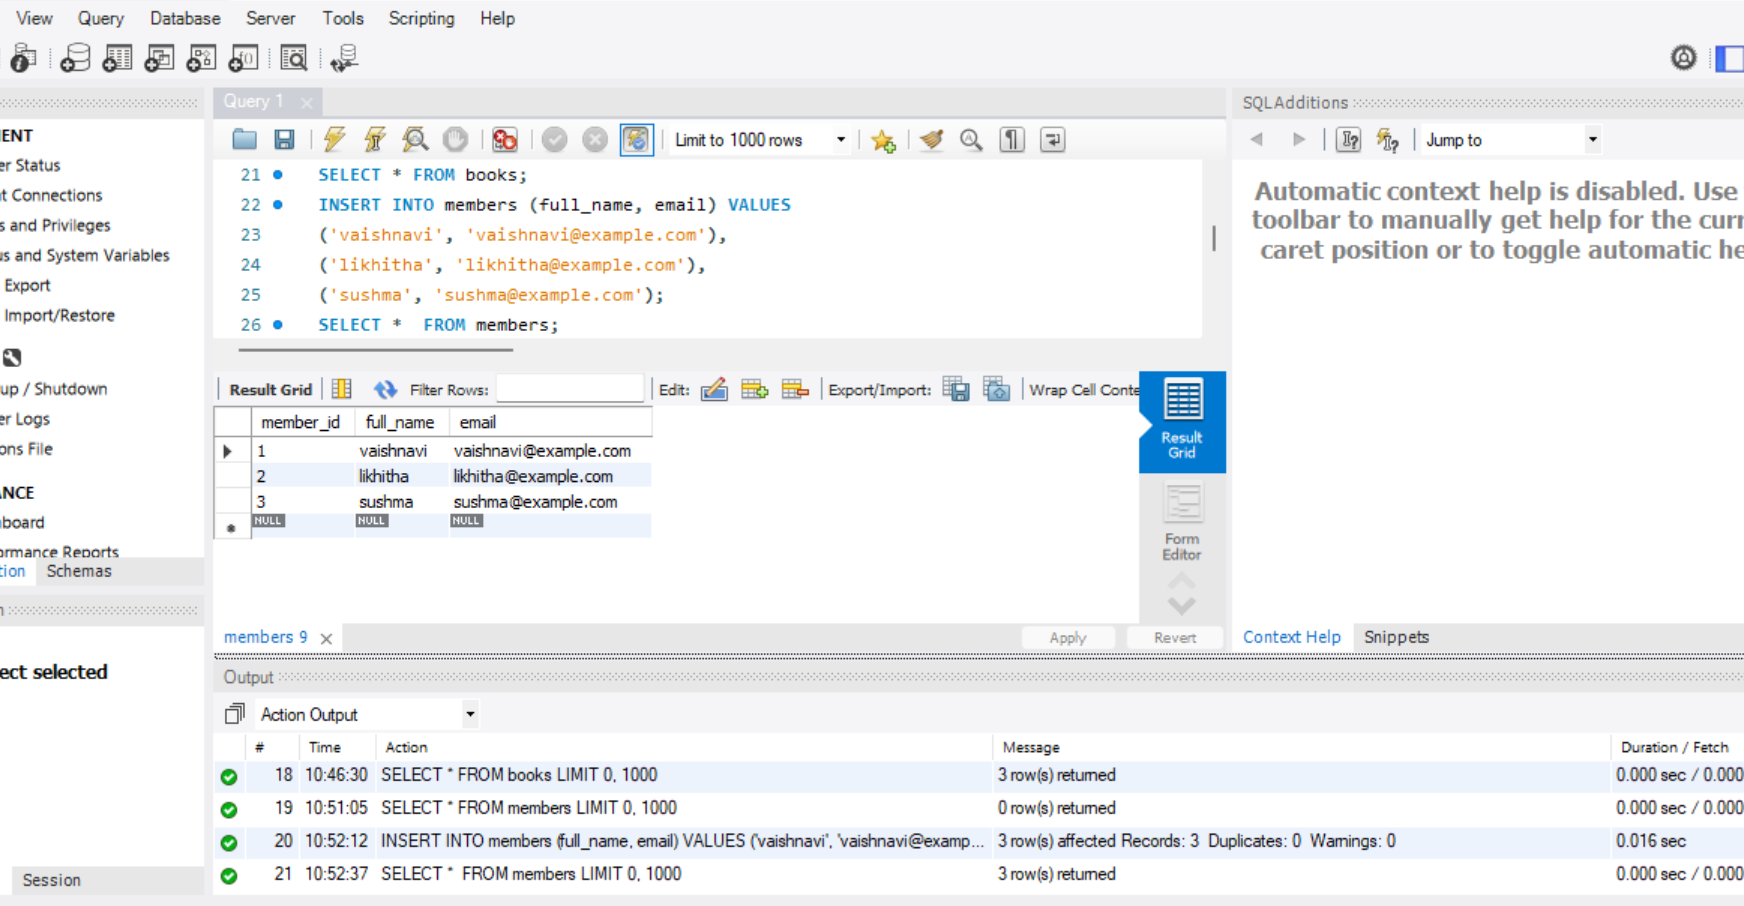 View Query Database Server Tools Scripting Help
Query 1
SQLAdditions
Limit to 1000 rows
Jump to
MENT
er Status
t Connections
s and Privileges
us and System Variables
Export
Import/Restore
up / Shutdown
er Logs
ons File
ANCE
board
ormance Reports
tion Schemas
ect selected
Session
21 SELECT * FROM books;
22 INSERT INTO members (full_name, email) VALUES
23 ('vaishnavi', 'vaishnavi@example.com'),
24 ('likhitha', 'likhitha@example.com'),
25 ('sushma', 'sushma@example.com');
26 SELECT * FROM members;
Automatic context help is disabled. Use
toolbar to manually get help for the curr
caret position or to toggle automatic he
Result Grid Filter Rows: Edit: Export/Import: Wrap Cell Conte
member_id full_name email
1 vaishnavi vaishnavi@example.com
2 likhitha likhitha@example.com
3 sushma sushma@example.com
NULL NULL NULL
Result
Grid
Form
Editor
members 9 Apply Revert
Context Help Snippets
Output
Action Output
# Time Action Message Duration / Fetch
18 10:46:30 SELECT * FROM books LIMIT 0, 1000 3 row(s) returned 0.000 sec / 0.000
19 10:51:05 SELECT * FROM members LIMIT 0, 1000 0 row(s) returned 0.000 sec / 0.000
20 10:52:12 INSERT INTO members (full_name, email) VALUES ('vaishnavi', 'vaishnavi@examp... 3 row(s) affected Records: 3 Duplicates: 0 Warnings: 0 0.016 sec
21 10:52:37 SELECT * FROM members LIMIT 0, 1000 3 row(s) returned 0.000 sec / 0.000